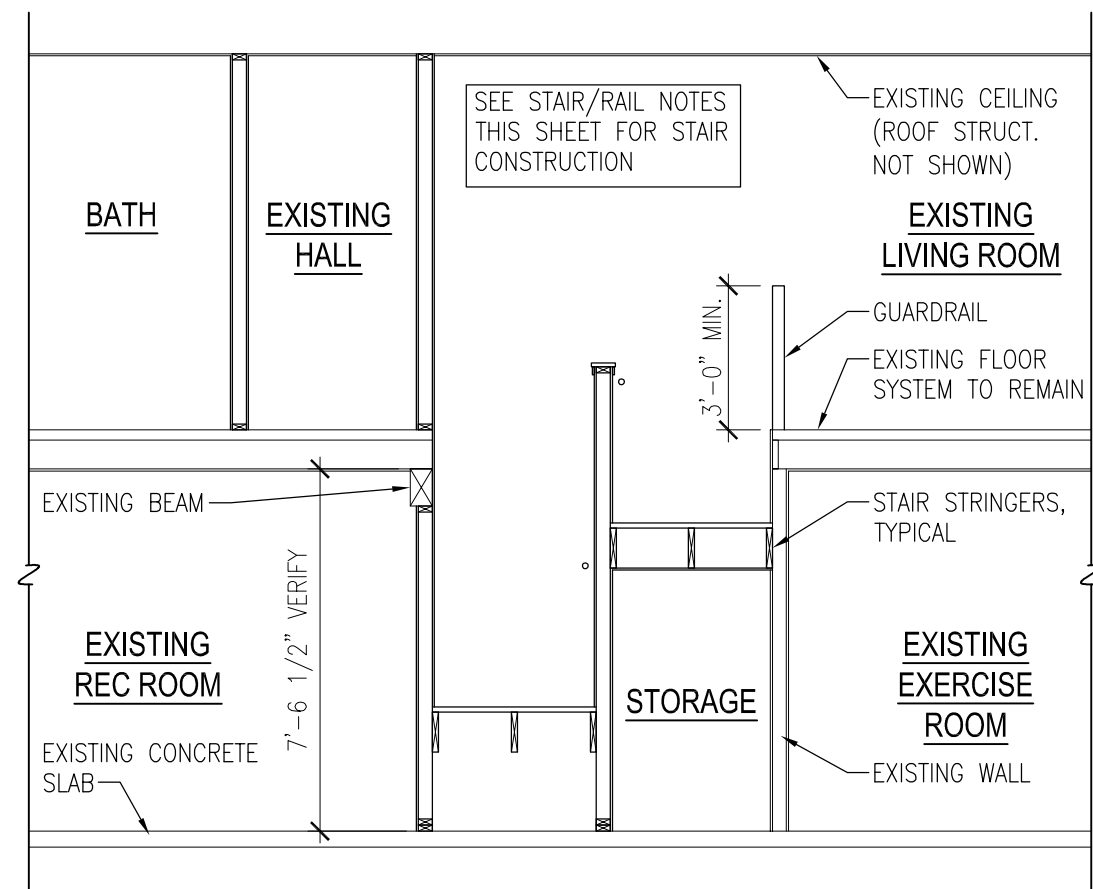 SEE STAIR/RAIL NOTES
THIS SHEET FOR STAIR
CONSTRUCTION
EXISTING CEILING
(ROOF STRUCT.
NOT SHOWN)
BATH
EXISTING
HALL
EXISTING
LIVING ROOM
3'-0" MIN.
GUARDRAIL
EXISTING FLOOR
SYSTEM TO REMAIN
EXISTING BEAM
STAIR STRINGERS,
TYPICAL
7'-6 1/2" VERIFY
EXISTING
REC ROOM
STORAGE
EXISTING
EXERCISE
ROOM
EXISTING CONCRETE
SLAB
EXISTING WALL